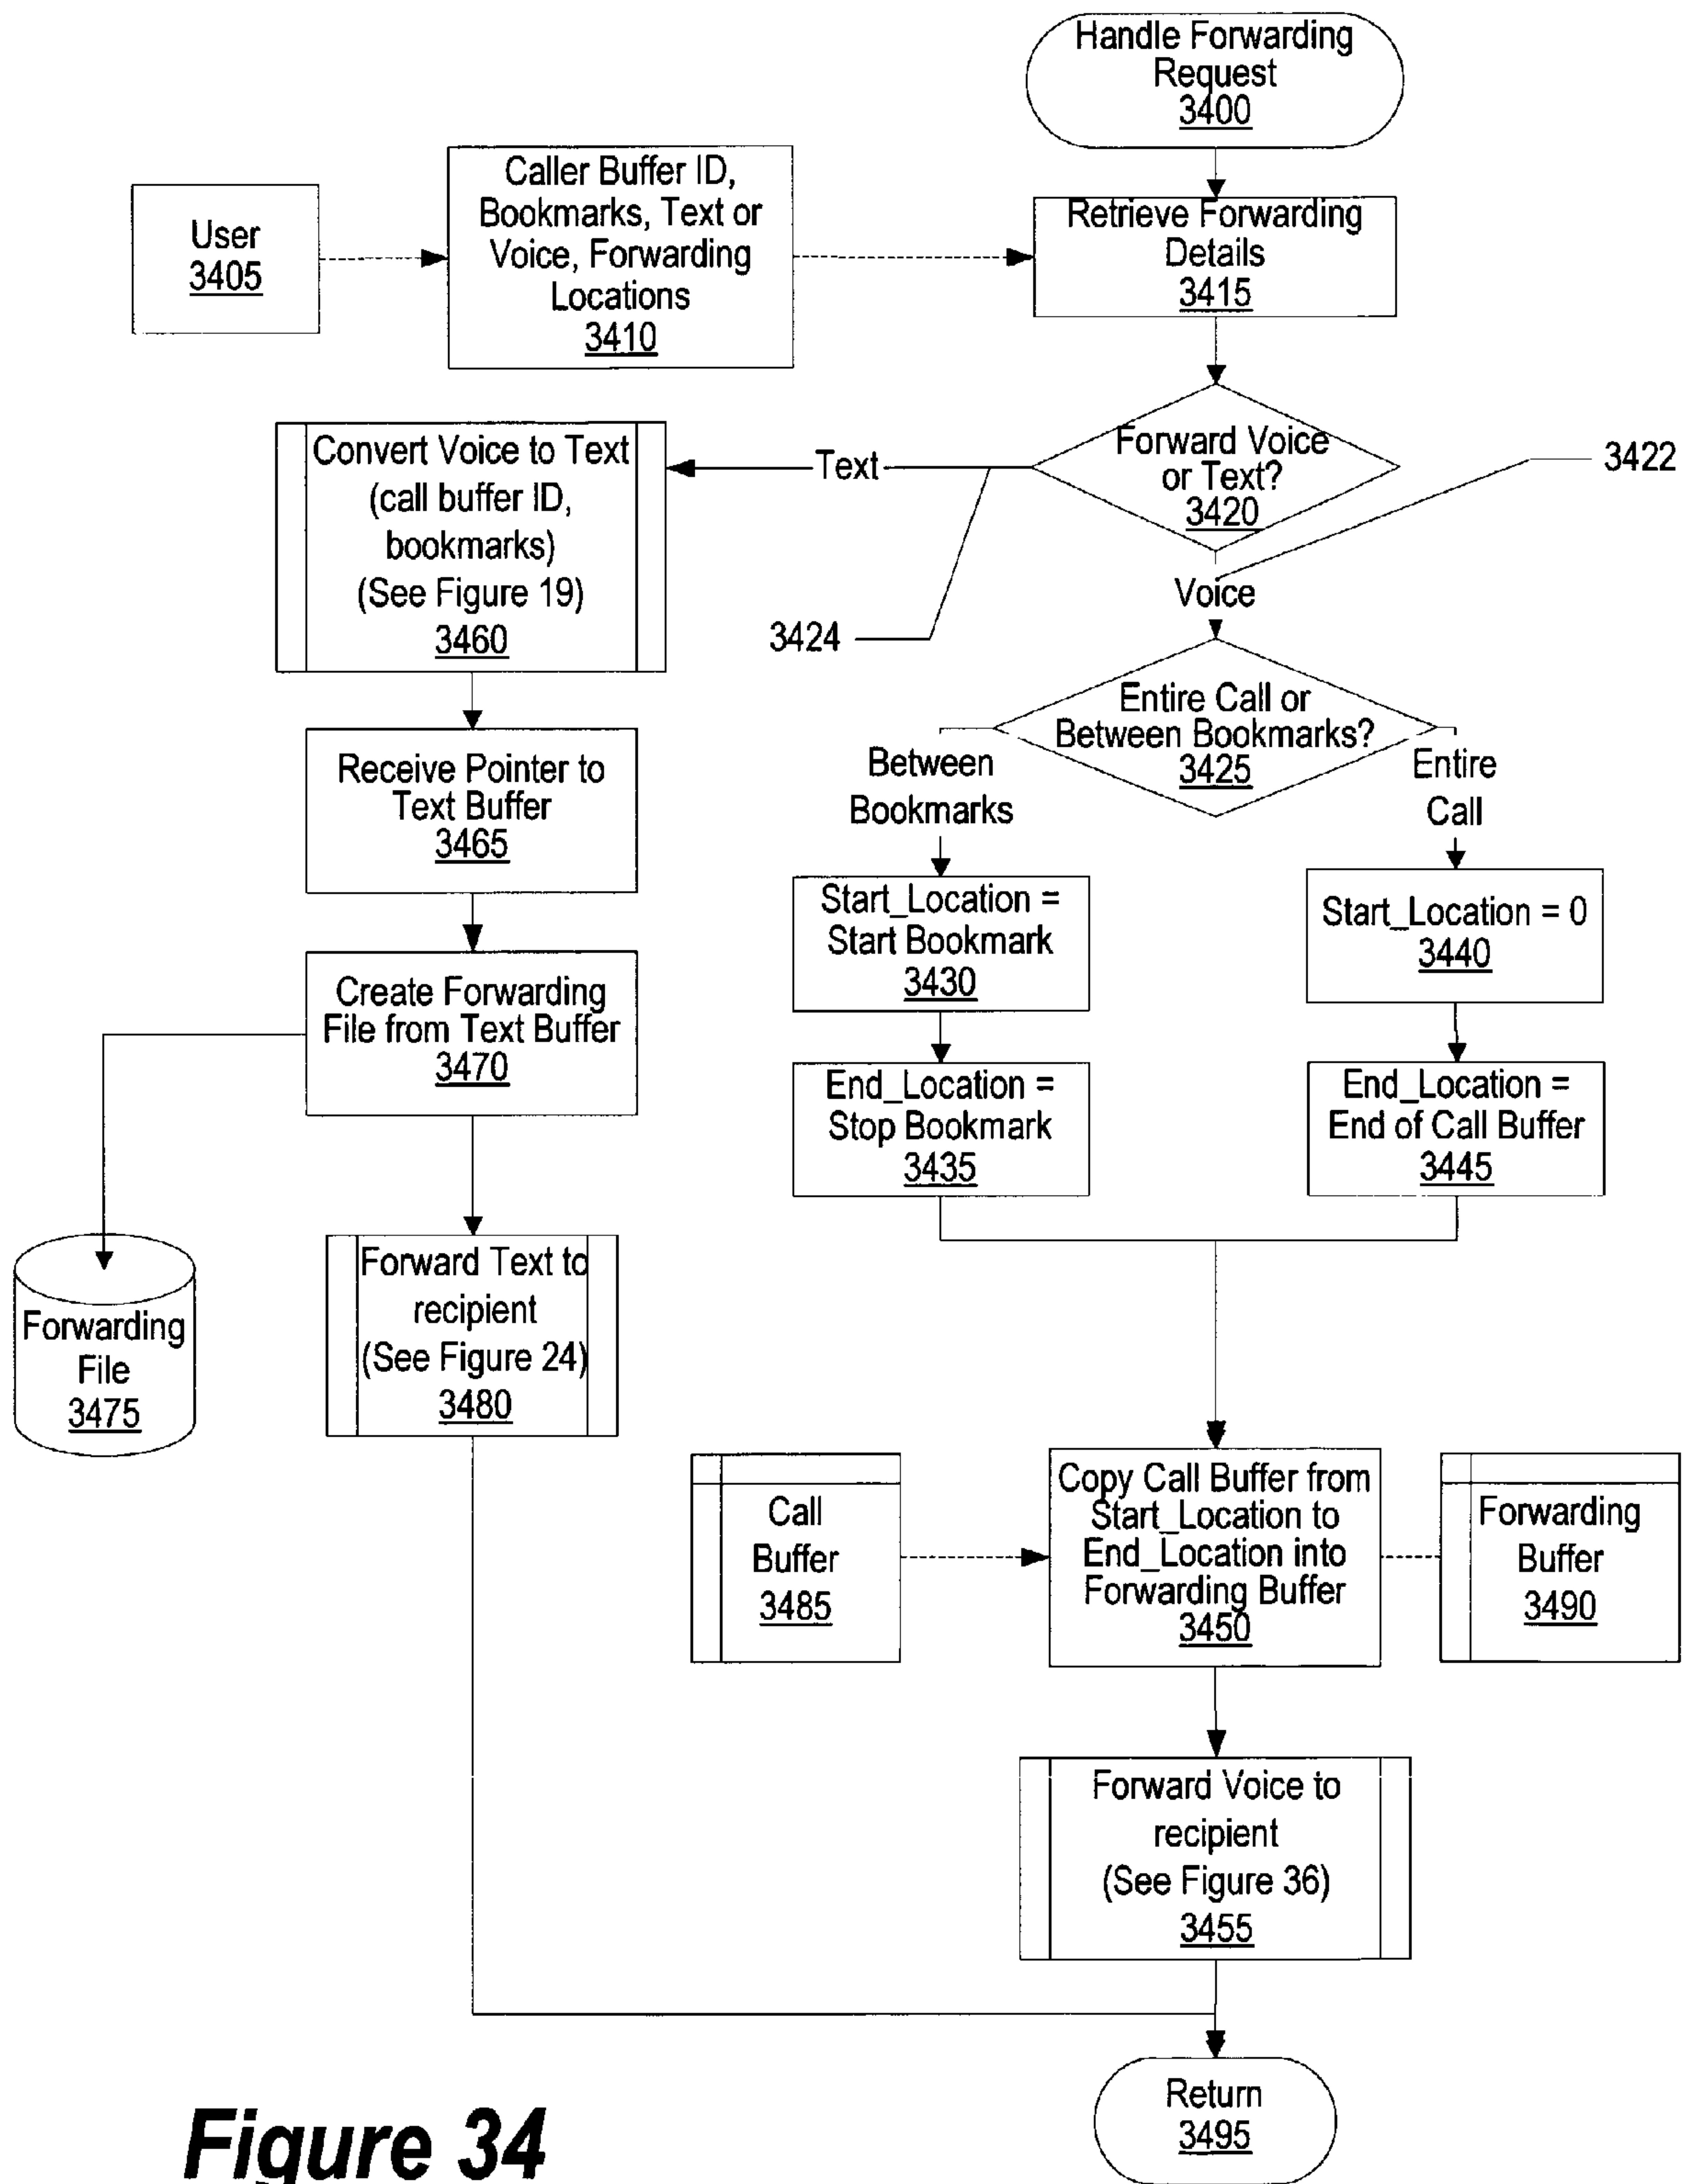 Handle Forwarding
Request
3400
User
3405
Caller Buffer ID,
Bookmarks, Text or
Voice, Forwarding
Locations
3410
Retrieve Forwarding
Details
3415
Forward Voice
or Text?
3420
3422
Text
3424
Voice
Convert Voice to Text
(call buffer ID,
bookmarks)
(See Figure 19)
3460
Entire Call or
Between Bookmarks?
3425
Between
Bookmarks
Entire
Call
Receive Pointer to
Text Buffer
3465
Start_Location =
Start Bookmark
3430
Start_Location = 0
3440
Create Forwarding
File from Text Buffer
3470
End_Location =
Stop Bookmark
3435
End_Location =
End of Call Buffer
3445
Forwarding
File
3475
Forward Text to
recipient
(See Figure 24)
3480
Call
Buffer
3485
Copy Call Buffer from
Start_Location to
End_Location into
Forwarding Buffer
3450
Forwarding
Buffer
3490
Forward Voice to
recipient
(See Figure 36)
3455
Return
3495
Figure 34